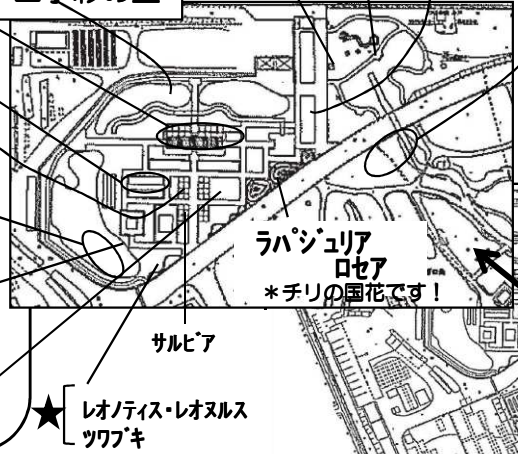 ラパジュリア
ロセア
＊チリの国花です！
サルビア
★ レオノティス・レオヌルス
ツワブキ